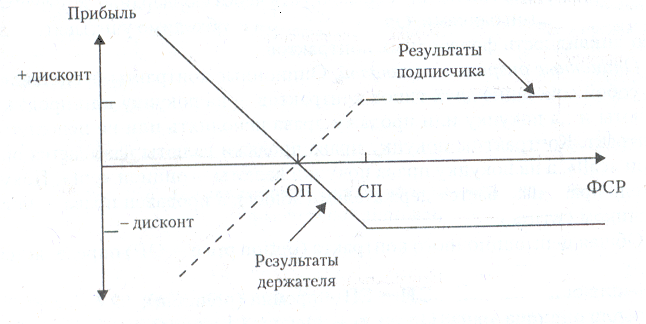 Прибыль
+ дисконт
Результаты
подписчика
ОП
СП
ФСР
– дисконт
Результаты
держателя